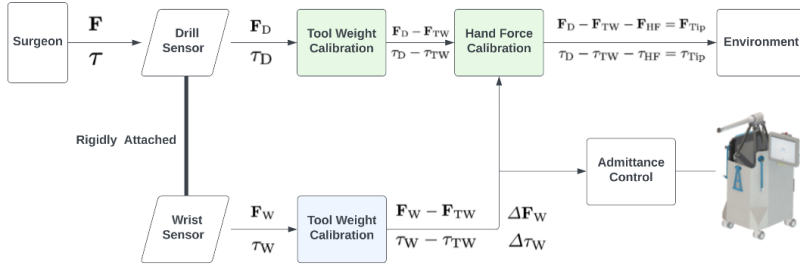 Surgeon
F
τ
Drill
Sensor
F_D
τ_D
Tool Weight
Calibration
F_D − F_TW
τ_D − τ_TW
Hand Force
Calibration
F_D − F_TW − F_HF = F_Tip
τ_D − τ_TW − τ_HF = τ_Tip
Environment
Rigidly Attached
Admittance
Control
Wrist
Sensor
F_W
τ_W
Tool Weight
Calibration
F_W − F_TW
τ_W − τ_TW
ΔF_W
Δτ_W